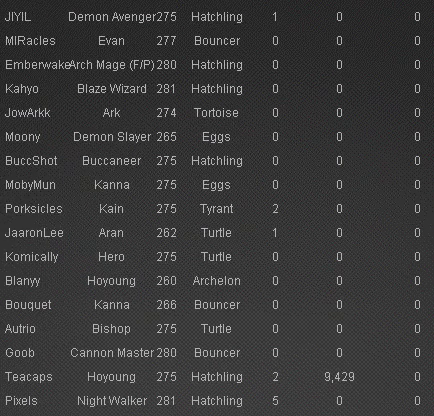 JIYIL Demon Avenger 275 Hatchling 1 0 0
MIRacles Evan 277 Bouncer 0 0 0
Emberwake Arch Mage (F/P) 280 Hatchling 0 0 0
Kahyo Blaze Wizard 281 Hatchling 0 0 0
JowArkk Ark 274 Tortoise 0 0 0
Moony Demon Slayer 265 Eggs 0 0 0
BuccShot Buccaneer 275 Hatchling 0 0 0
MobyMun Kanna 275 Eggs 0 0 0
Porksicles Kain 275 Tyrant 2 0 0
JaaronLee Aran 262 Turtle 1 0 0
Komically Hero 275 Turtle 0 0 0
Blanyy Hoyoung 260 Archelon 0 0 0
Bouquet Kanna 266 Bouncer 0 0 0
Autrio Bishop 275 Turtle 0 0 0
Goob Cannon Master 280 Bouncer 0 0 0
Teacaps Hoyoung 275 Hatchling 2 9,429 0
Pixels Night Walker 281 Hatchling 5 0 0